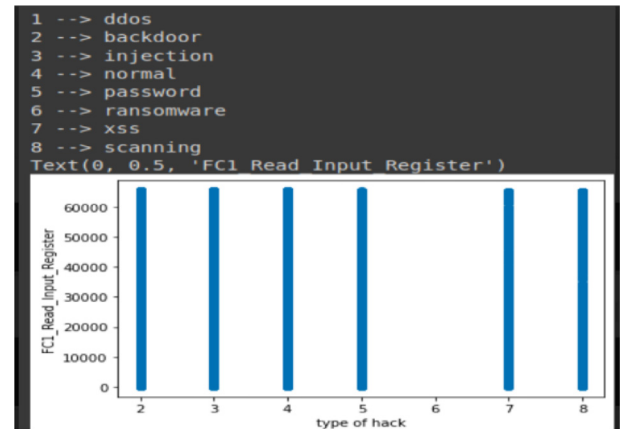 1 --> ddos
2 --> backdoor
3 --> injection
4 --> normal
5 --> password
6 --> ransomware
7 --> xss
8 --> scanning
Text(0, 0.5, 'FC1_Read_Input_Register')
60000
50000
40000
30000
20000
10000
0
FC1_Read_Input_Register
2 3 4 5 6 7 8
type of hack